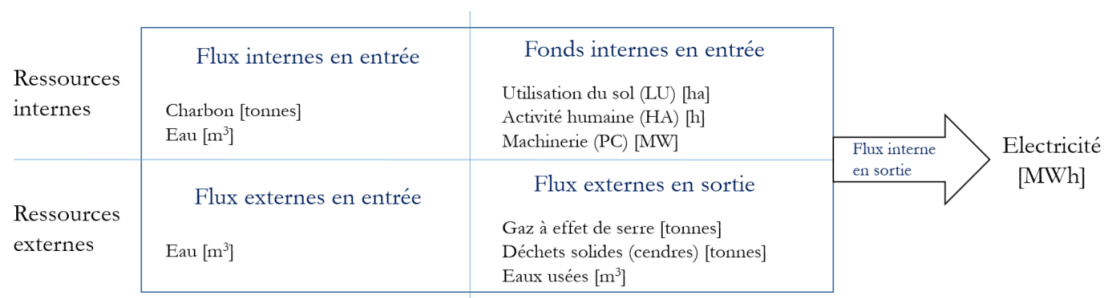 Ressources
internes
Flux internes en entrée
Charbon [tonnes]
Eau [m³]
Fonds internes en entrée
Utilisation du sol (LU) [ha]
Activité humaine (HA) [h]
Machinerie (PC) [MW]
Flux interne
en sortie
Electricité
[MWh]
Ressources
externes
Flux externes en entrée
Eau [m³]
Flux externes en sortie
Gaz à effet de serre [tonnes]
Déchets solides (cendres) [tonnes]
Eaux usées [m³]